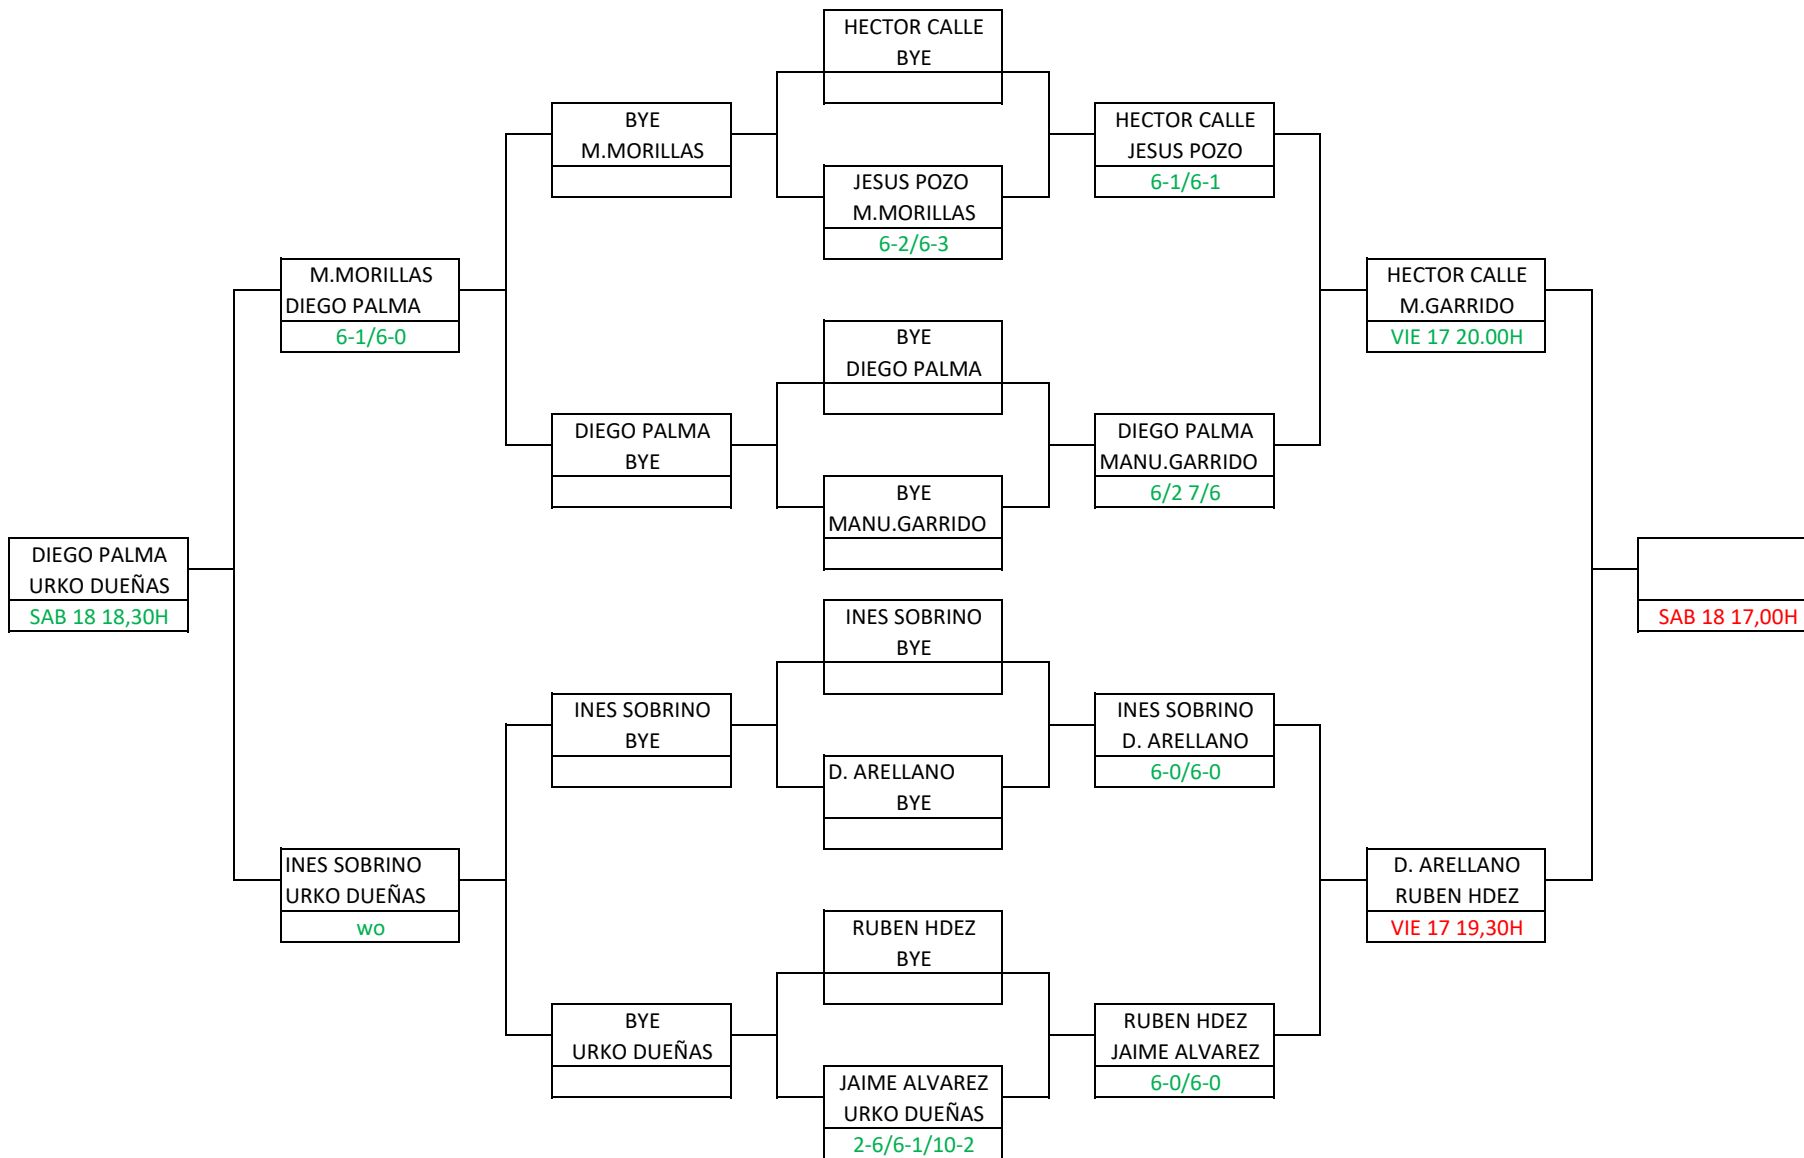 HECTOR CALLE
BYE
BYE
M.MORILLAS
HECTOR CALLE
JESUS POZO
6-1/6-1
JESUS POZO
M.MORILLAS
6-2/6-3
M.MORILLAS
DIEGO PALMA
6-1/6-0
HECTOR CALLE
M.GARRIDO
VIE 17 20.00H
BYE
DIEGO PALMA
DIEGO PALMA
BYE
DIEGO PALMA
MANU.GARRIDO
6/2 7/6
BYE
MANU.GARRIDO
DIEGO PALMA
URKO DUEÑAS
SAB 18 18,30H
SAB 18 17,00H
INES SOBRINO
BYE
INES SOBRINO
BYE
INES SOBRINO
D. ARELLANO
6-0/6-0
D. ARELLANO
BYE
INES SOBRINO
URKO DUEÑAS
wo
D. ARELLANO
RUBEN HDEZ
VIE 17 19,30H
RUBEN HDEZ
BYE
BYE
URKO DUEÑAS
RUBEN HDEZ
JAIME ALVAREZ
6-0/6-0
JAIME ALVAREZ
URKO DUEÑAS
2-6/6-1/10-2